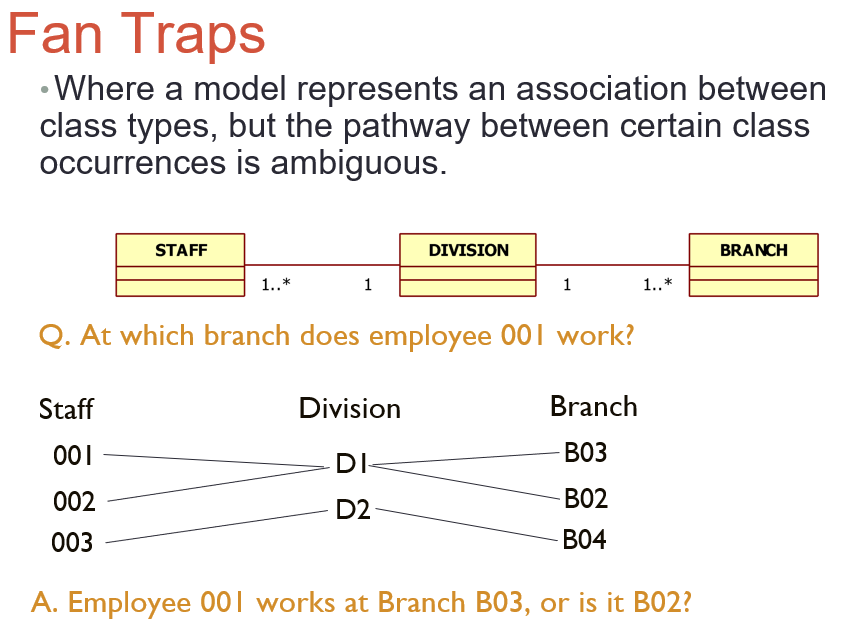 Fan Traps
•Where a model represents an association between
class types, but the pathway between certain class
occurrences is ambiguous.
STAFF DIVISION BRANCH
1..* 1 1 1..*
Q. At which branch does employee 001 work?
Staff Division Branch
001 D1 B03
002 D2 B02
003 B04
A. Employee 001 works at Branch B03, or is it B02?